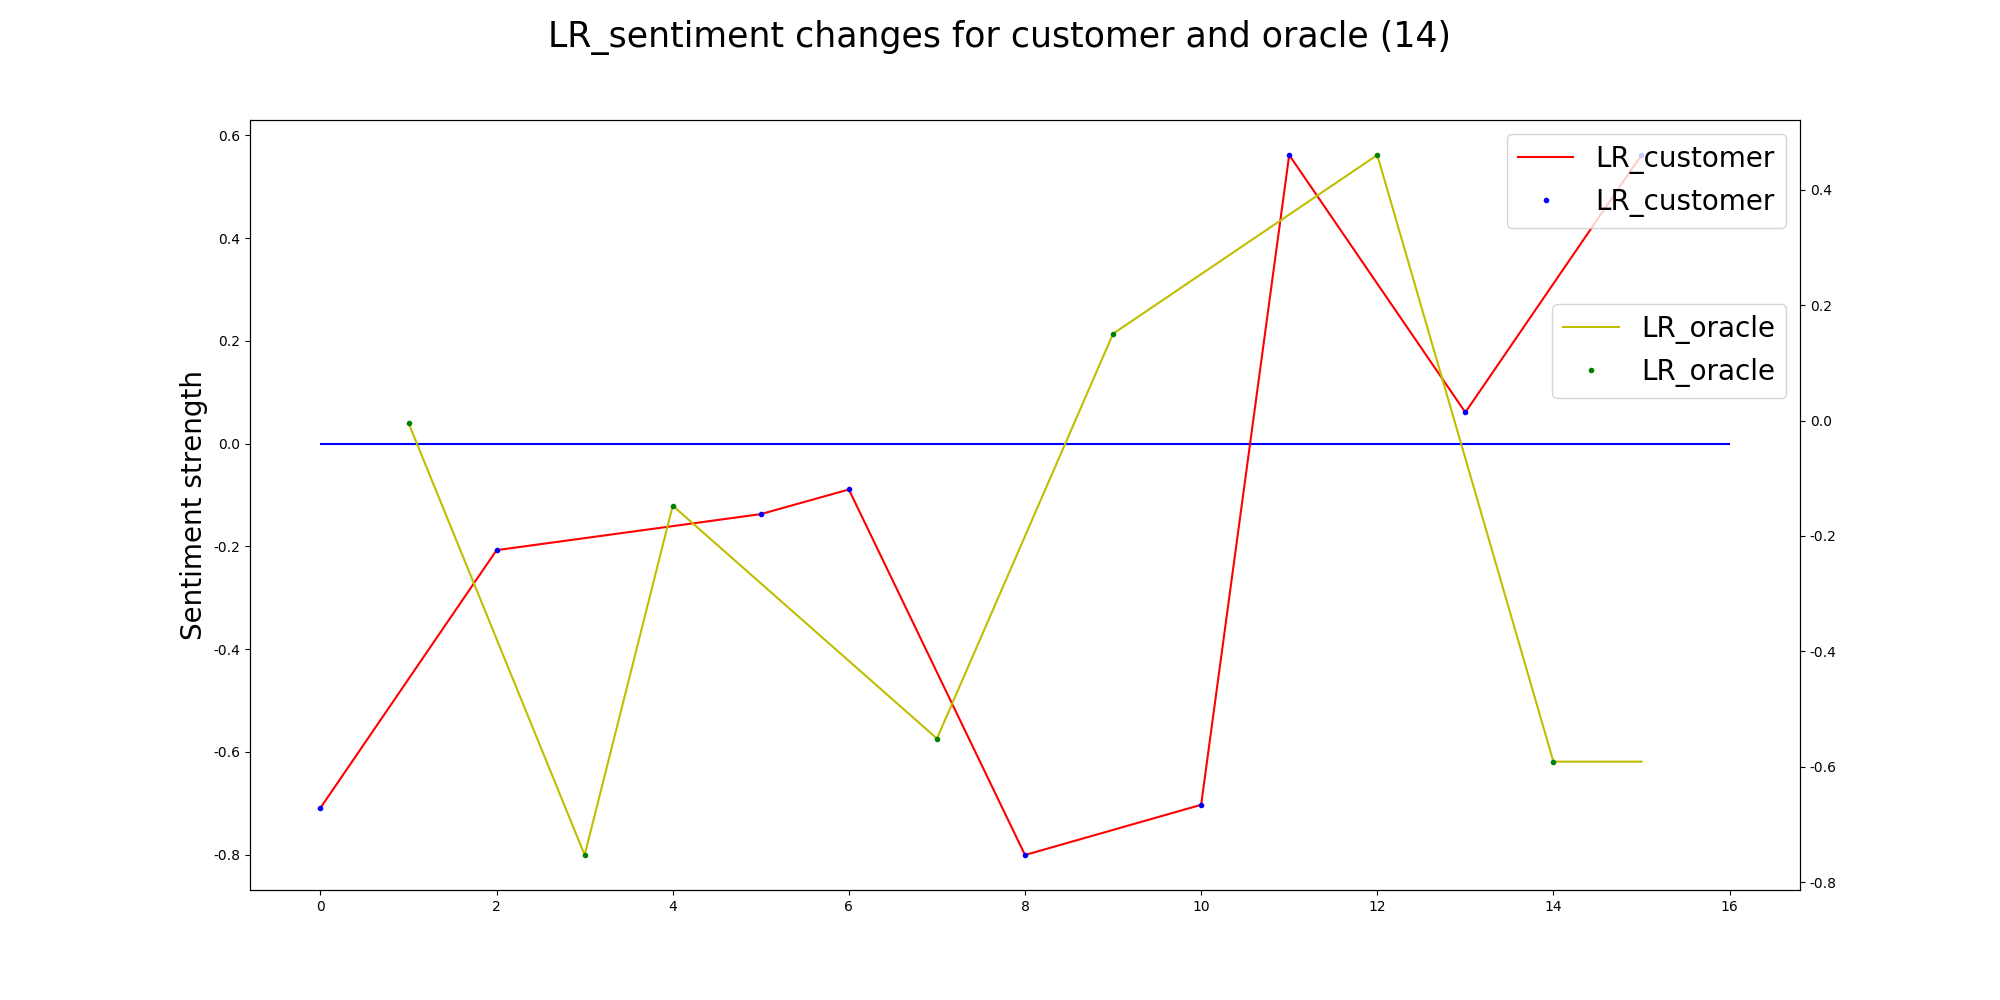 LR_sentiment changes for customer and oracle (14)
Sentiment strength
0.6
0.4
0.2
0.0
-0.2
-0.4
-0.6
-0.8
LR_customer
LR_customer
LR_oracle
LR_oracle
0.4
0.2
0.0
-0.2
-0.4
-0.6
-0.8
0 2 4 6 8 10 12 14 16